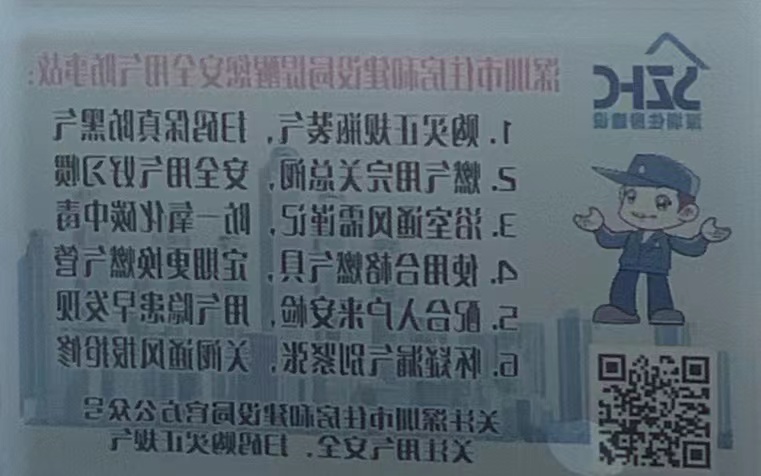 SZHC
深圳住房建设
深圳市住房和建设局提醒您安全用气防事故：
1. 购买正规瓶装气，扫码保真防黑气
2. 燃气用完关总阀，安全用气好习惯
3. 浴室通风需谨记，防一氧化碳中毒
4. 使用合格燃气具，定期更换燃气管
5. 配合入户来安检，用气隐患早发现
6. 怀疑漏气别紧张，关阀通风报抢修
关注深圳市住房和建设局官方公众号
关注用气安全，扫码购买正规气